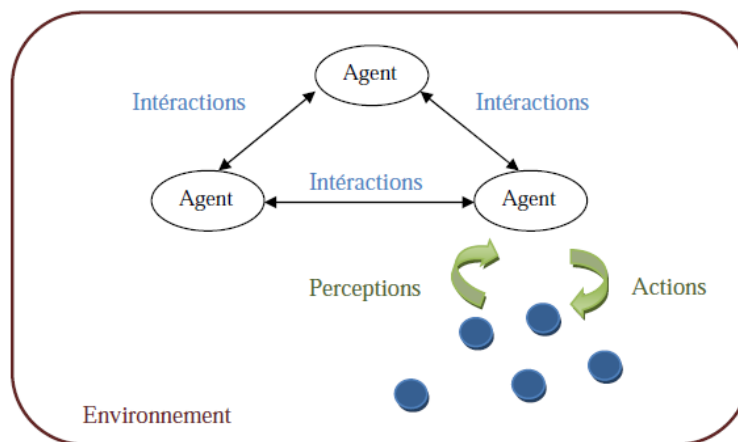 Agent
Intéractions
Intéractions
Intéractions
Agent
Agent
Perceptions
Actions
Environnement